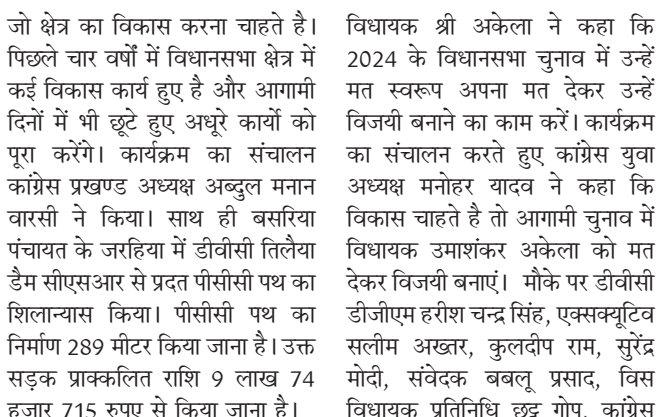 जो क्षेत्र का विकास करना चाहते है।
पिछले चार वर्षों में विधानसभा क्षेत्र में
कई विकास कार्य हुए है और आगामी
दिनों में भी छूटे हुए अधूरे कार्यो को
पूरा करेंगे। कार्यक्रम का संचालन
कांग्रेस प्रखण्ड अध्यक्ष अब्दुल मनान
वारसी ने किया। साथ ही बसरिया
पंचायत के जरहिया में डीवीसी तिलैया
डैम सीएसआर से प्रदत पीसीसी पथ का
शिलान्यास किया। पीसीसी पथ का
निर्माण 289 मीटर किया जाना है। उक्त
सड़क प्राक्कलित राशि 9 लाख 74
हजार 715 रुपए से किया जाना है।
विधायक श्री अकेला ने कहा कि
2024 के विधानसभा चुनाव में उन्हें
मत स्वरूप अपना मत देकर उन्हें
विजयी बनाने का काम करें। कार्यक्रम
का संचालन करते हुए कांग्रेस युवा
अध्यक्ष मनोहर यादव ने कहा कि
विकास चाहते है तो आगामी चुनाव में
विधायक उमाशंकर अकेला को मत
देकर विजयी बनाएं। मौके पर डीवीसी
डीजीएम हरीश चन्द्र सिंह, एक्सक्यूटिव
सलीम अख्तर, कुलदीप राम, सुरेंद्र
मोदी, संवेदक बबलू प्रसाद, विस
विधायक प्रतिनिधि छट्ठू गोप, कांग्रेस